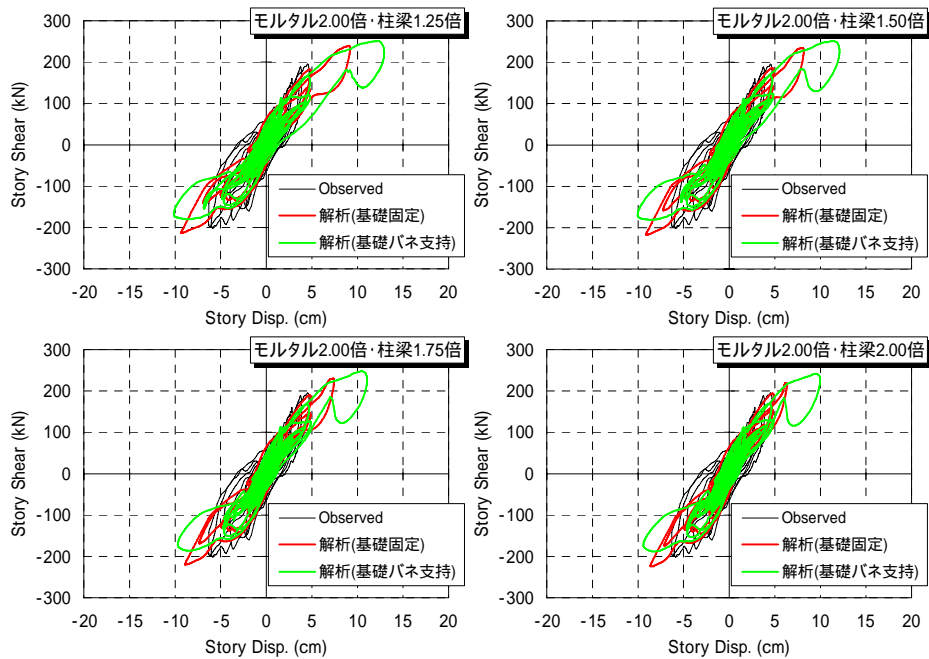 モルタル2.00倍・柱梁1.25倍
300
200
100
0
-100
-200
-300
Story Shear (kN)
Observed
解析(基礎固定)
解析(基礎バネ支持)
-20 -15 -10 -5 0 5 10 15 20
Story Disp. (cm)
モルタル2.00倍・柱梁1.50倍
300
200
100
0
-100
-200
-300
Story Shear (kN)
Observed
解析(基礎固定)
解析(基礎バネ支持)
-20 -15 -10 -5 0 5 10 15 20
Story Disp. (cm)
モルタル2.00倍・柱梁1.75倍
300
200
100
0
-100
-200
-300
Story Shear (kN)
Observed
解析(基礎固定)
解析(基礎バネ支持)
-20 -15 -10 -5 0 5 10 15 20
Story Disp. (cm)
モルタル2.00倍・柱梁2.00倍
300
200
100
0
-100
-200
-300
Story Shear (kN)
Observed
解析(基礎固定)
解析(基礎バネ支持)
-20 -15 -10 -5 0 5 10 15 20
Story Disp. (cm)